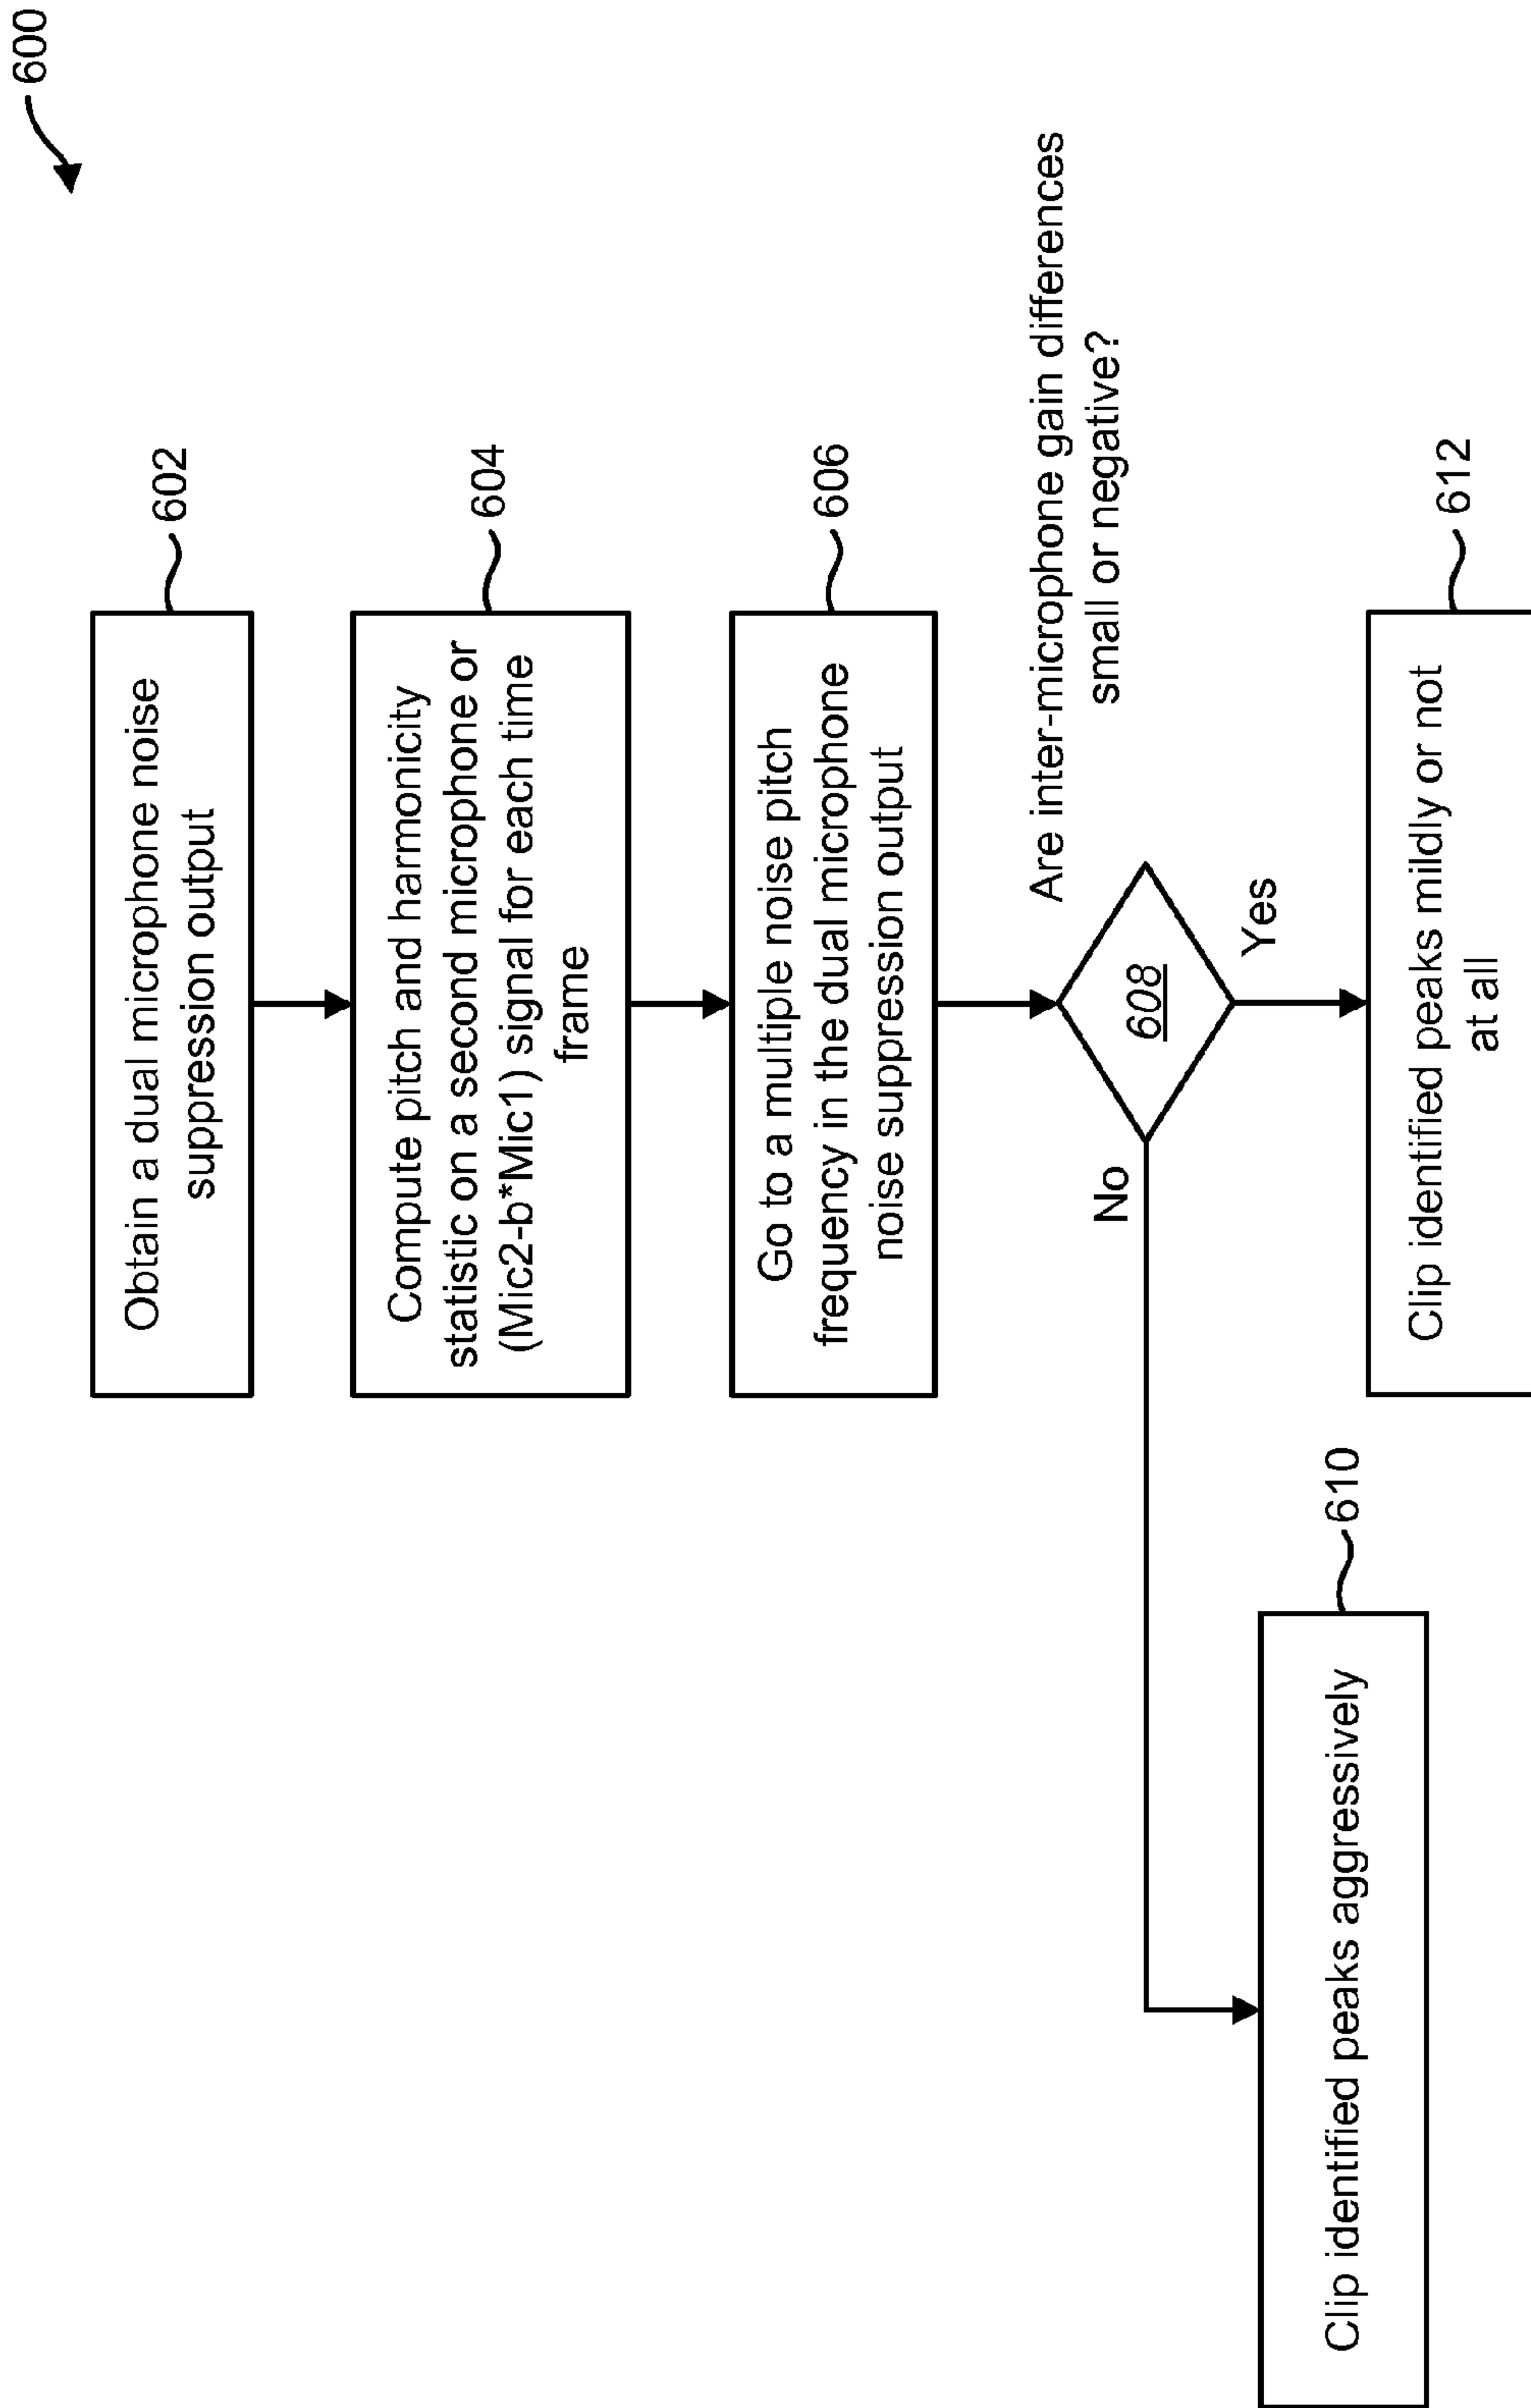 600
Obtain a dual microphone noise
suppression output
602
Compute pitch and harmonicity
statistic on a second microphone or
(Mic2-b*Mic1) signal for each time
frame
604
Go to a multiple noise pitch
frequency in the dual microphone
noise suppression output
606
Are inter-microphone gain differences
small or negative?
608
No
Yes
Clip identified peaks aggressively
610
Clip identified peaks mildly or not
at all
612